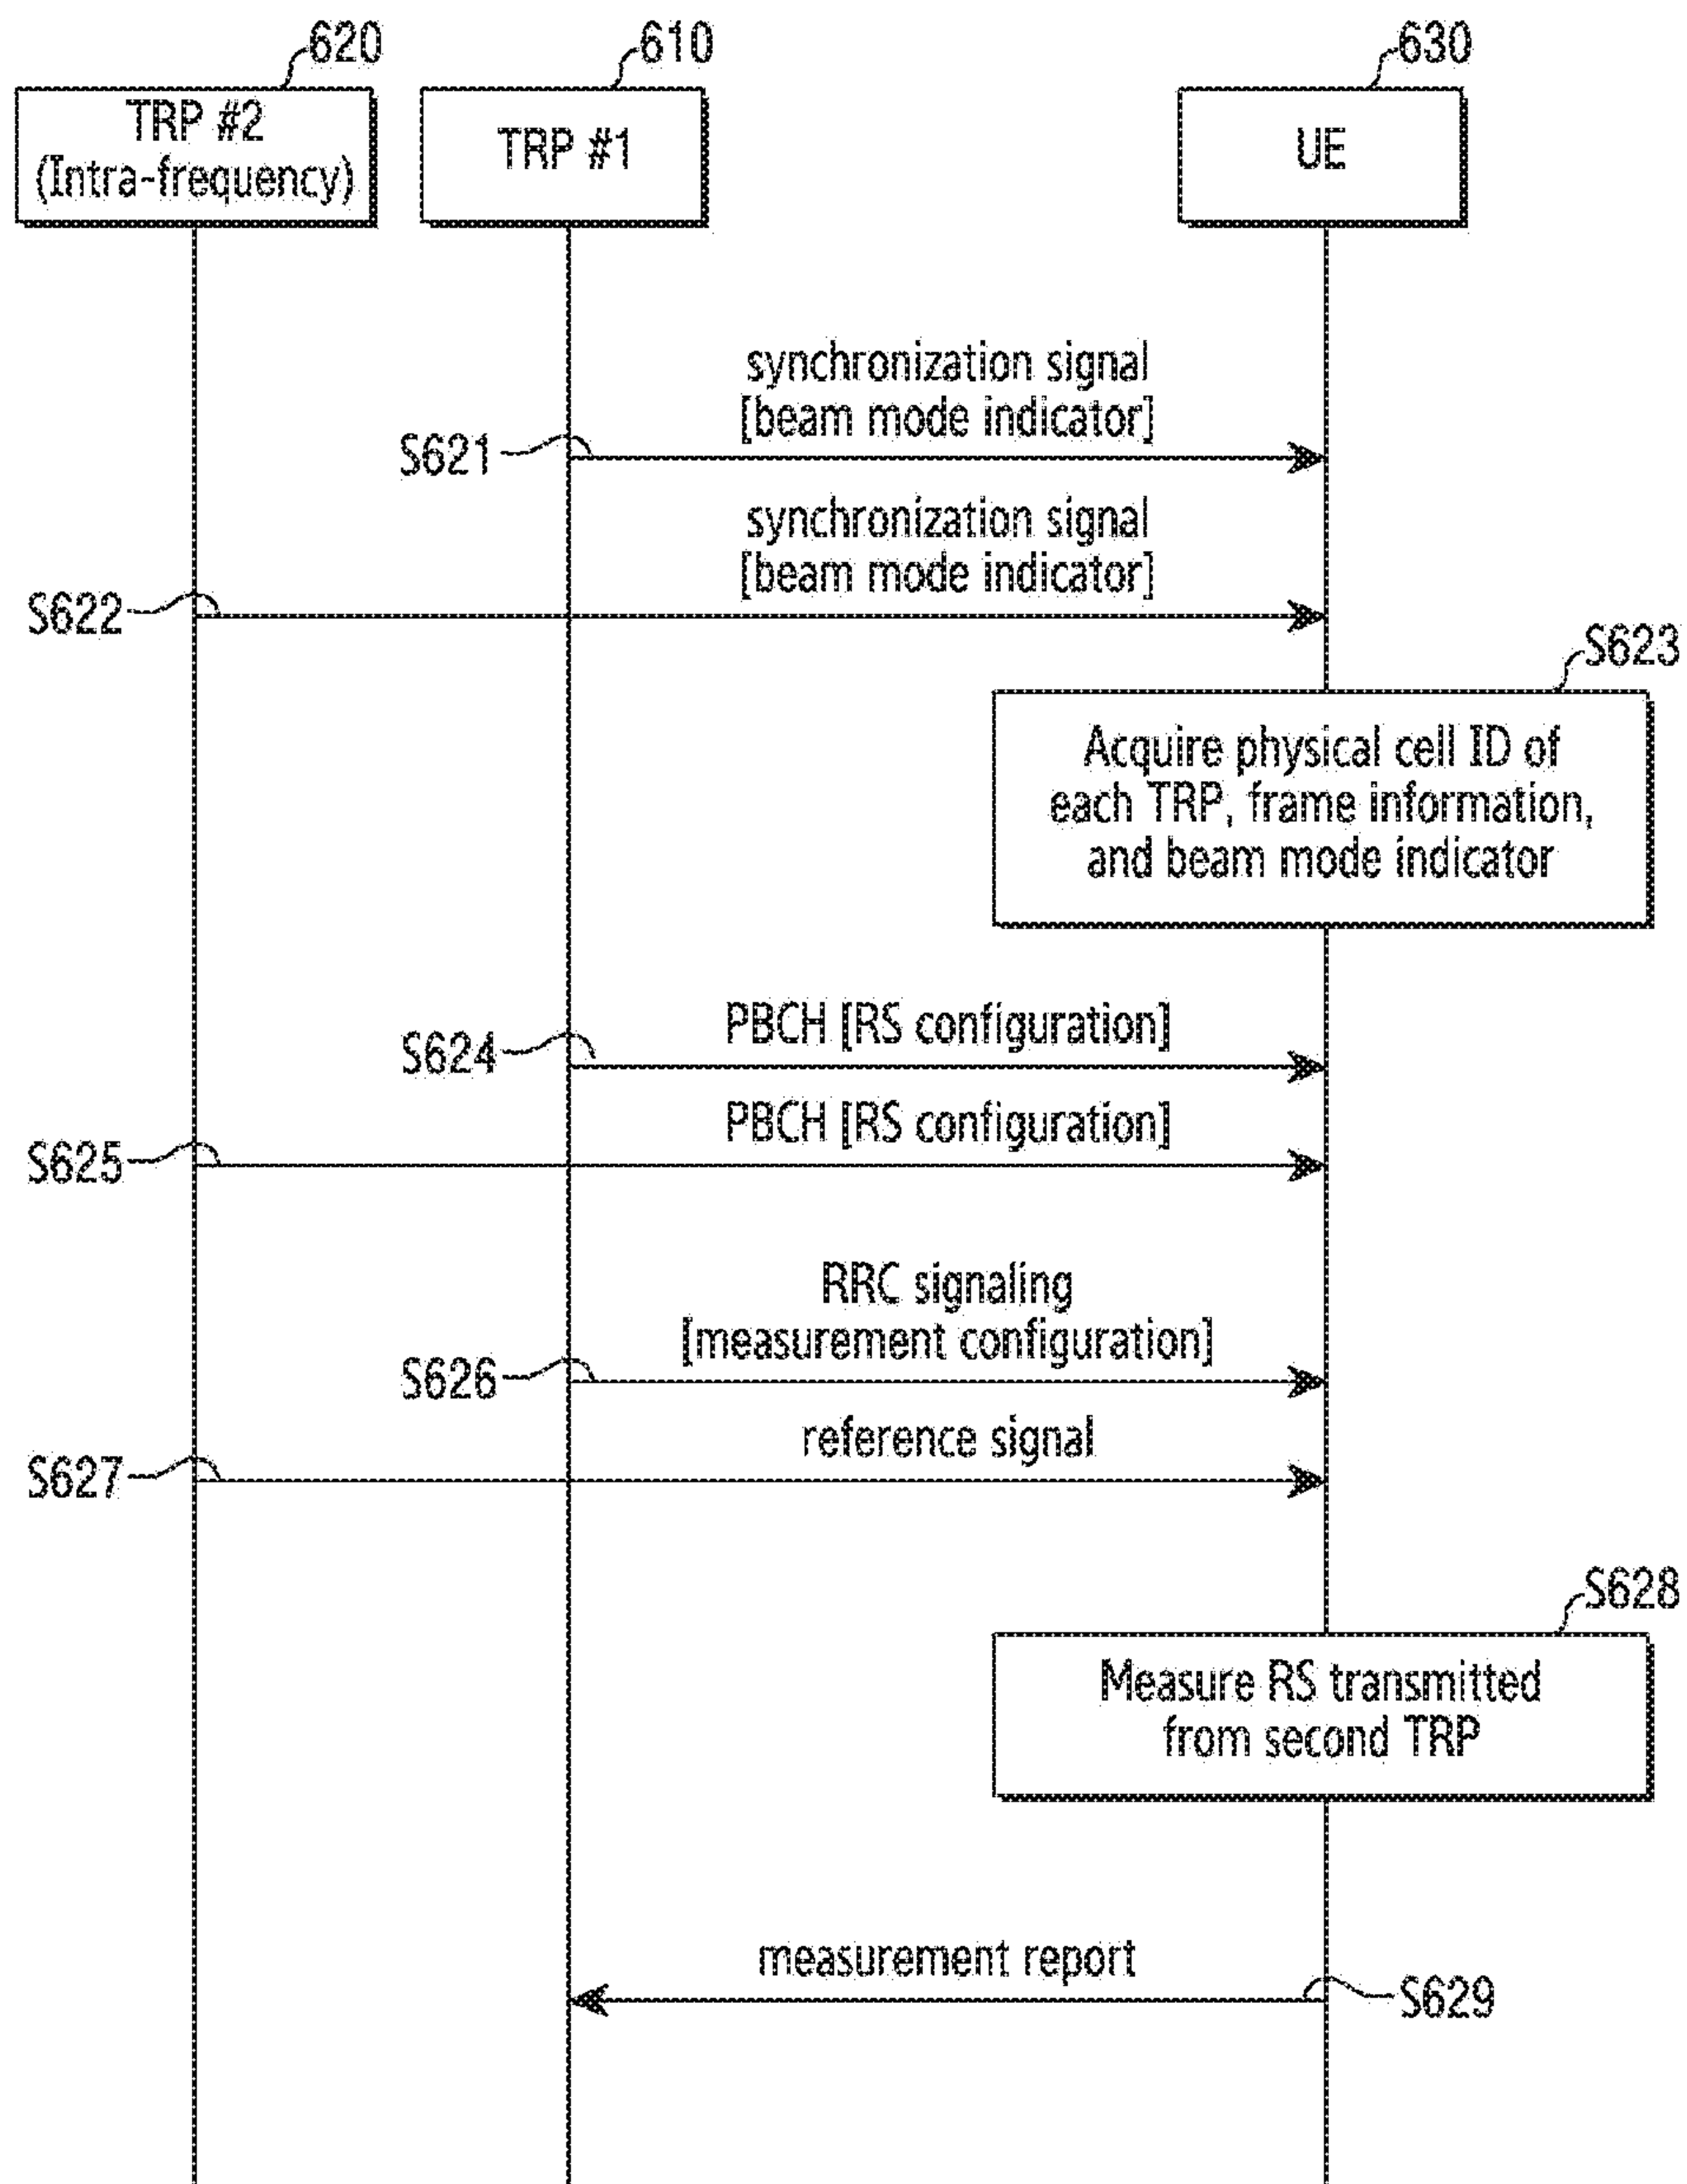 620
610
630
TRP #2
(Intra-frequency)
TRP #1
UE
synchronization signal
[beam mode indicator]
S621
synchronization signal
[beam mode indicator]
S622
S623
Acquire physical cell ID of
each TRP, frame information,
and beam mode indicator
PBCH [RS configuration]
S624
PBCH [RS configuration]
S625
RRC signaling
[measurement configuration]
S626
reference signal
S627
S628
Measure RS transmitted
from second TRP
measurement report
S629